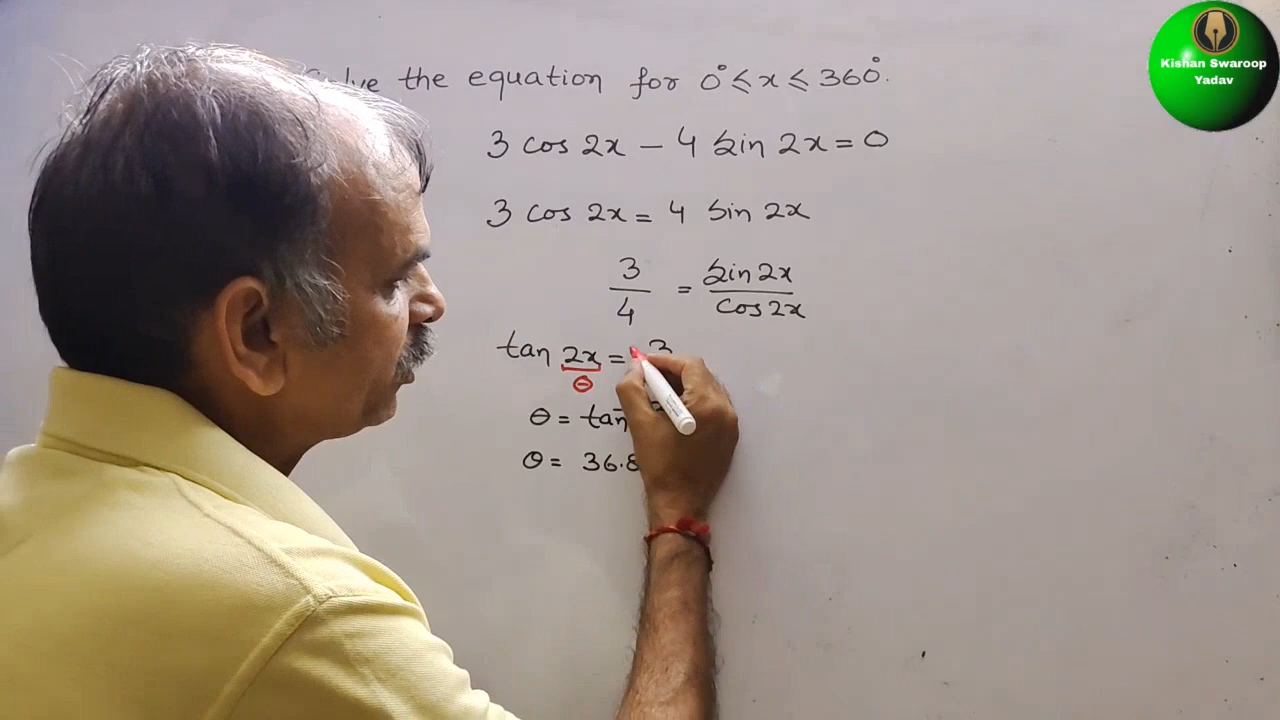 the equation for 0° ≤ x ≤ 360°.
3 cos 2x − 4 sin 2x = 0
3 cos 2x = 4 sin 2x
3/4 = sin 2x / cos 2x
tan 2x = 3
θ
θ = tan
θ = 36.8
Kishan Swaroop
Yadav